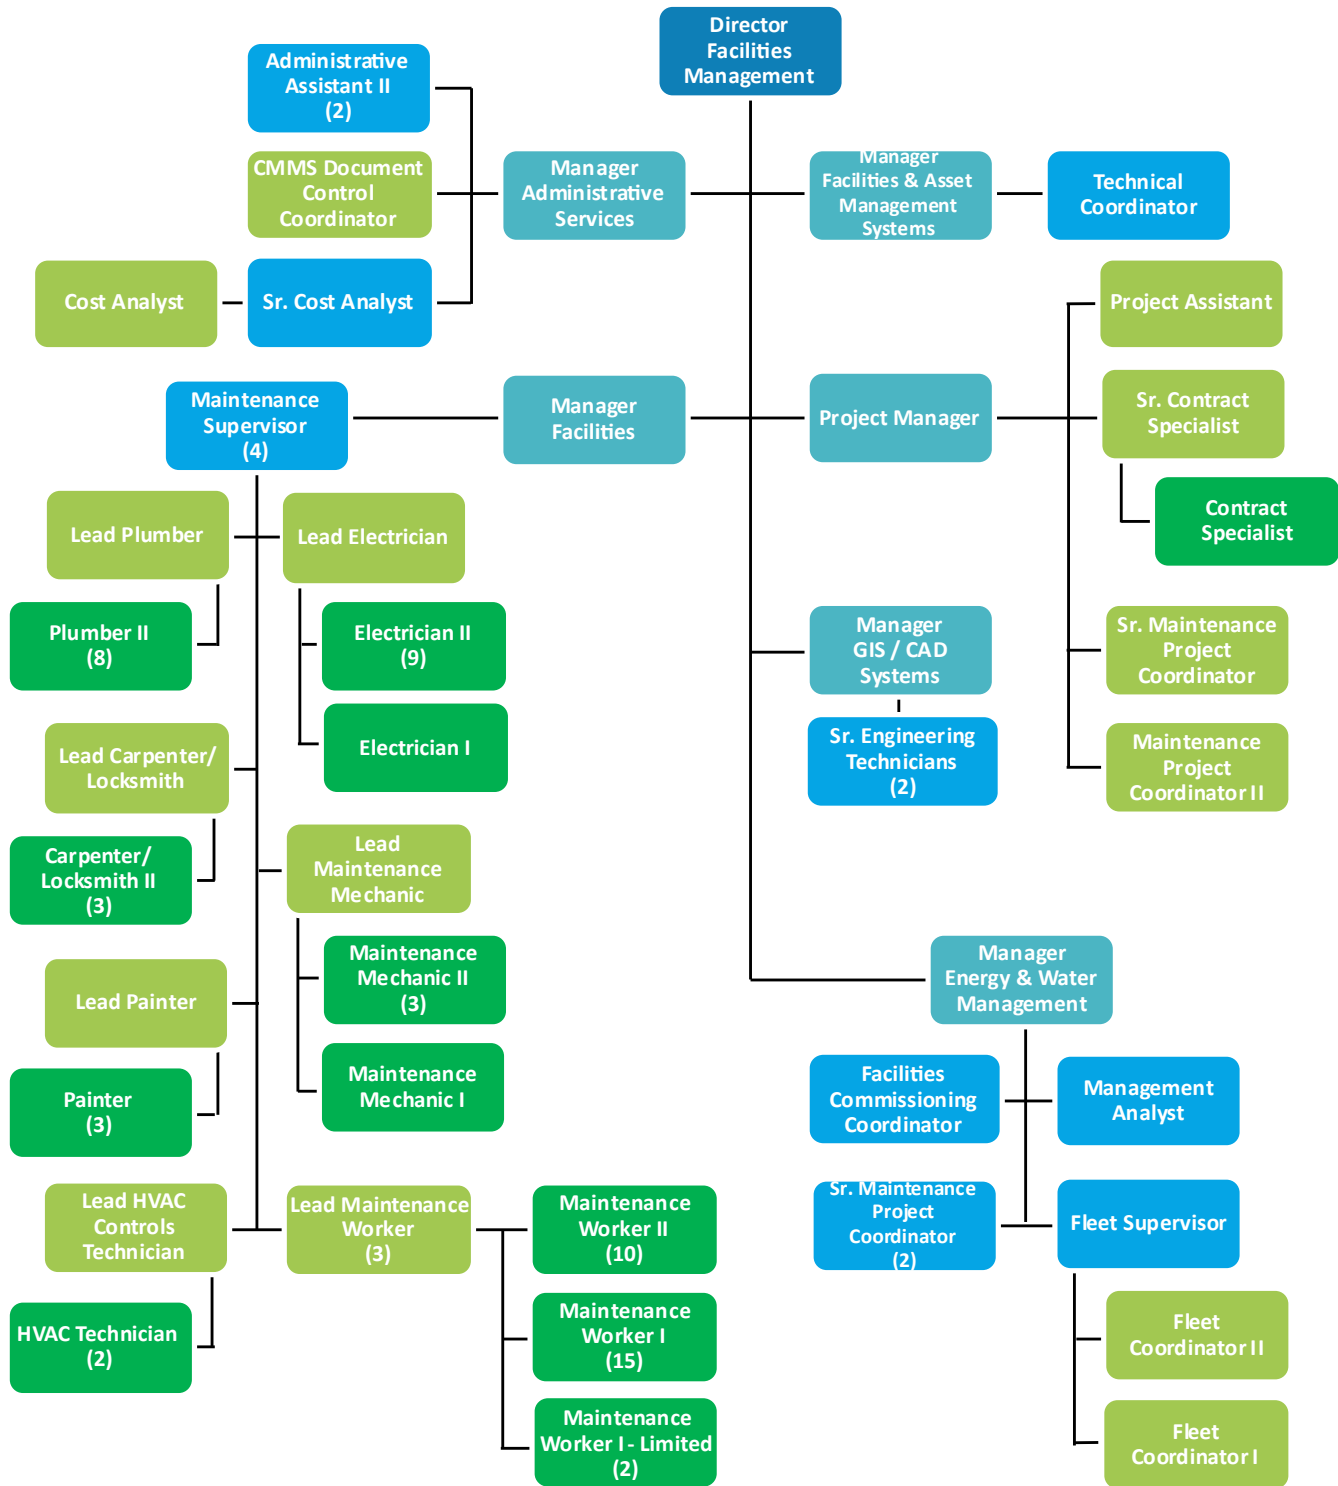 Director
Facilities
Management
Administrative
Assistant II
(2)
CMMS Document
Control
Coordinator
Manager
Administrative
Services
Manager
Facilities & Asset
Management
Systems
Technical
Coordinator
Cost Analyst
Sr. Cost Analyst
Project Assistant
Maintenance
Supervisor
(4)
Manager
Facilities
Project Manager
Sr. Contract
Specialist
Contract
Specialist
Lead Plumber
Lead Electrician
Plumber II
(8)
Electrician II
(9)
Electrician I
Manager
GIS / CAD
Systems
Sr. Engineering
Technicians
(2)
Sr. Maintenance
Project
Coordinator
Maintenance
Project
Coordinator II
Lead Carpenter/
Locksmith
Carpenter/
Locksmith II
(3)
Lead
Maintenance
Mechanic
Maintenance
Mechanic II
(3)
Maintenance
Mechanic I
Lead Painter
Painter
(3)
Manager
Energy & Water
Management
Facilities
Commissioning
Coordinator
Management
Analyst
Sr. Maintenance
Project
Coordinator
(2)
Fleet Supervisor
Fleet
Coordinator II
Fleet
Coordinator I
Lead HVAC
Controls
Technician
HVAC Technician
(2)
Lead Maintenance
Worker
(3)
Maintenance
Worker II
(10)
Maintenance
Worker I
(15)
Maintenance
Worker I - Limited
(2)